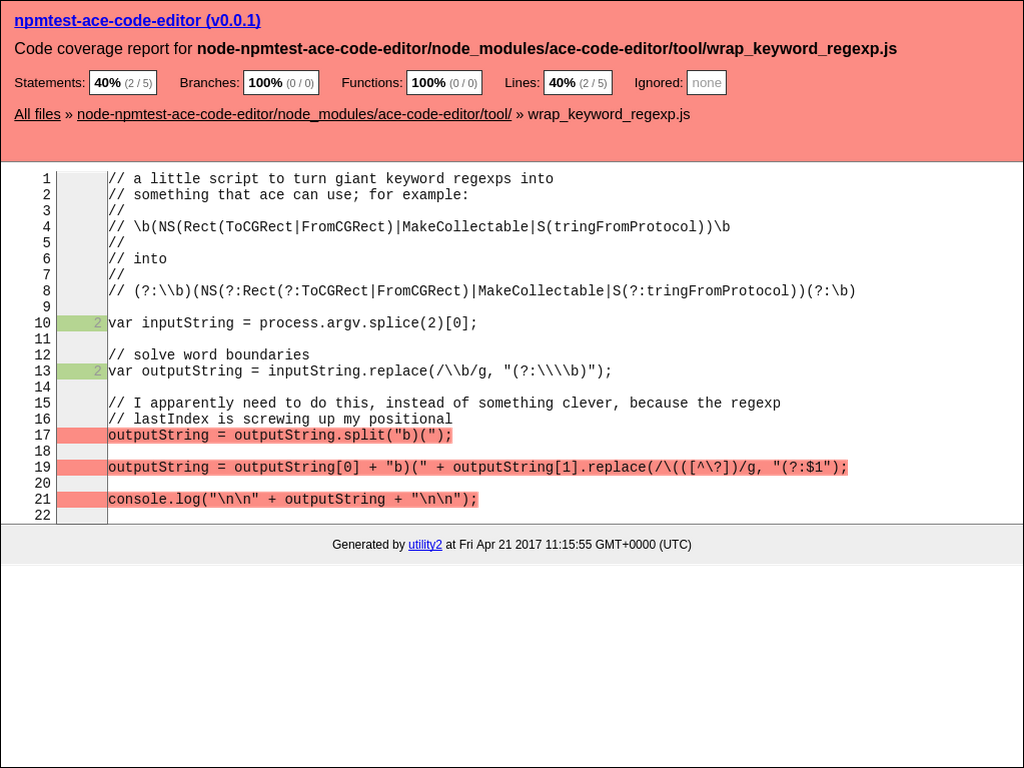 npmtest-ace-code-editor (v0.0.1)
Code coverage report for node-npmtest-ace-code-editor/node_modules/ace-code-editor/tool/wrap_keyword_regexp.js
Statements: 40% (2 / 5) Branches: 100% (0 / 0) Functions: 100% (0 / 0) Lines: 40% (2 / 5) Ignored: none
All files » node-npmtest-ace-code-editor/node_modules/ace-code-editor/tool/ » wrap_keyword_regexp.js
1 // a little script to turn giant keyword regexps into
2 // something that ace can use; for example:
3 //
4 // \b(NS(Rect(ToCGRect|FromCGRect)|MakeCollectable|S(tringFromProtocol))\b
5 //
6 // into
7 //
8 // (?:\\b)(NS(?:Rect(?:ToCGRect|FromCGRect)|MakeCollectable|S(?:tringFromProtocol))(?:\b)
9
10 2 var inputString = process.argv.splice(2)[0];
11
12 // solve word boundaries
13 2 var outputString = inputString.replace(/\\b/g, "(?:\\\\b)");
14
15 // I apparently need to do this, instead of something clever, because the regexp
16 // lastIndex is screwing up my positional
17 outputString = outputString.split("b)(");
18
19 outputString = outputString[0] + "b)(" + outputString[1].replace(/\(([^\?])/g, "(?:$1");
20
21 console.log("\n\n" + outputString + "\n\n");
22
Generated by utility2 at Fri Apr 21 2017 11:15:55 GMT+0000 (UTC)